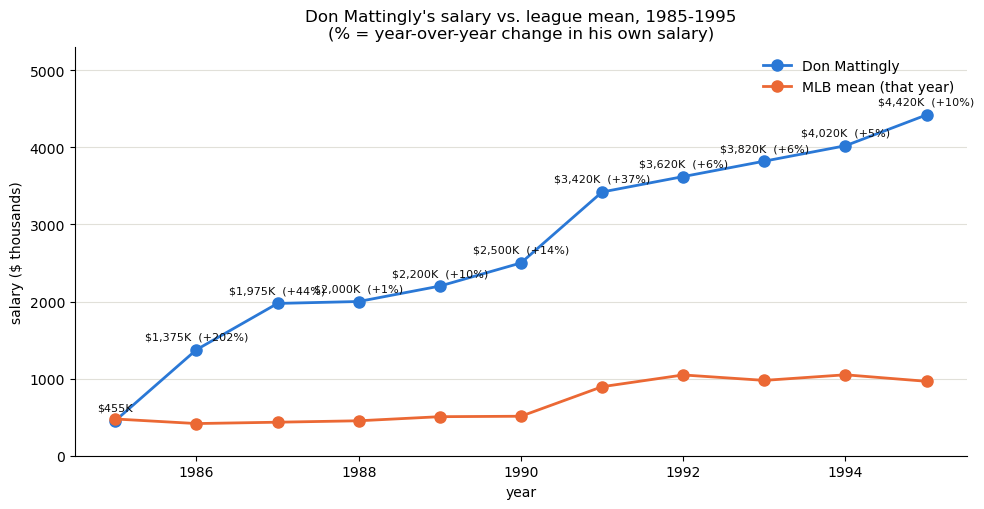 Don Mattingly's salary vs. league mean, 1985-1995
(% = year-over-year change in his own salary)
Don Mattingly
MLB mean (that year)
salary ($ thousands)
5000
4000
3000
2000
1000
0
$455K
$1,375K (+202%)
$1,975K (+44%)
$2,000K (+1%)
$2,200K (+10%)
$2,500K (+14%)
$3,420K (+37%)
$3,620K (+6%)
$3,820K (+6%)
$4,020K (+5%)
$4,420K (+10%)
1986
1988
1990
1992
1994
year